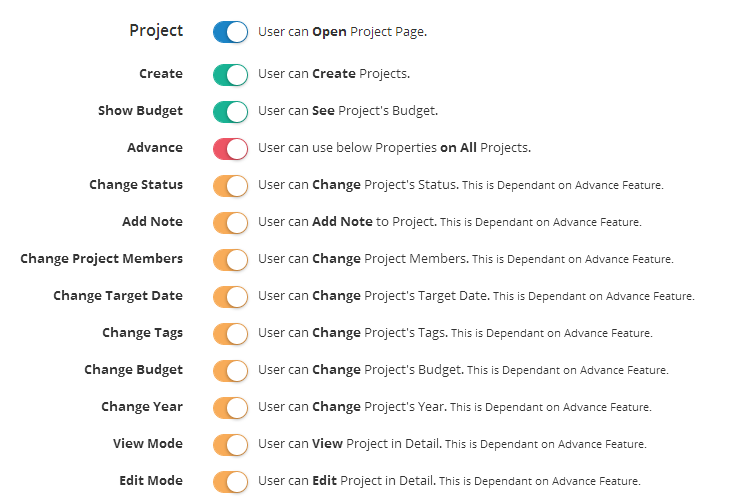 Project User can Open Project Page.
Create User can Create Projects.
Show Budget User can See Project's Budget.
Advance User can use below Properties on All Projects.
Change Status User can Change Project's Status. This is Dependant on Advance Feature.
Add Note User can Add Note to Project. This is Dependant on Advance Feature.
Change Project Members User can Change Project Members. This is Dependant on Advance Feature.
Change Target Date User can Change Project's Target Date. This is Dependant on Advance Feature.
Change Tags User can Change Project's Tags. This is Dependant on Advance Feature.
Change Budget User can Change Project's Budget. This is Dependant on Advance Feature.
Change Year User can Change Project's Year. This is Dependant on Advance Feature.
View Mode User can View Project in Detail. This is Dependant on Advance Feature.
Edit Mode User can Edit Project in Detail. This is Dependant on Advance Feature.